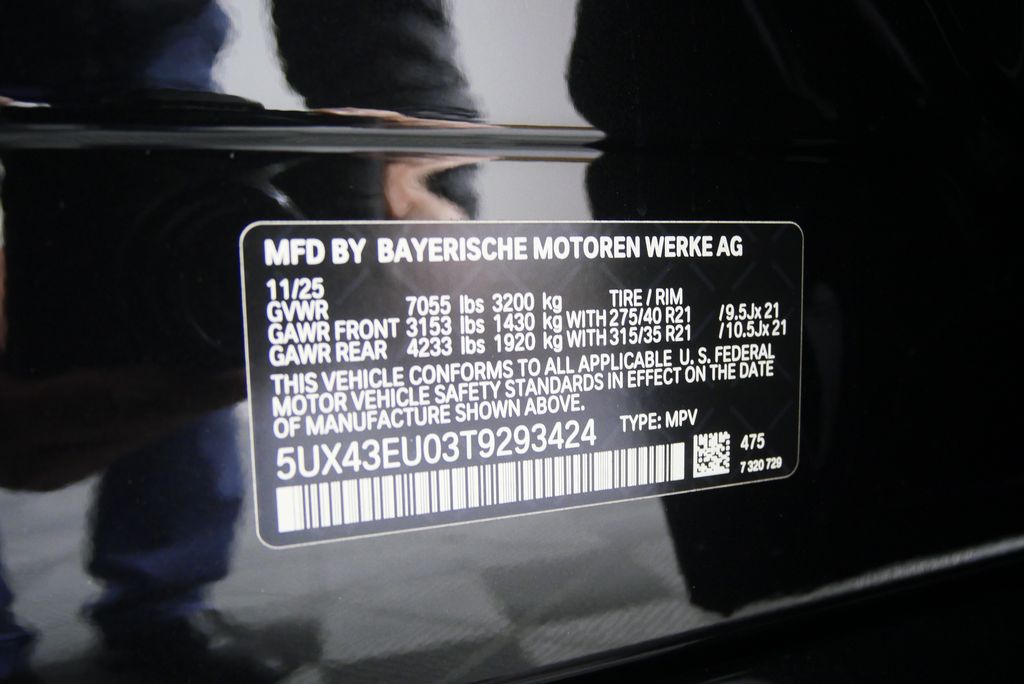 MFD BY BAYERISCHE MOTOREN WERKE AG
11/25
GVWR 7055 lbs 3200 kg TIRE / RIM
GAWR FRONT 3153 lbs 1430 kg WITH 275/40 R21 /9.5Jx 21
GAWR REAR 4233 lbs 1920 kg WITH 315/35 R21 /10.5Jx 21
THIS VEHICLE CONFORMS TO ALL APPLICABLE U. S. FEDERAL
MOTOR VEHICLE SAFETY STANDARDS IN EFFECT ON THE DATE
OF MANUFACTURE SHOWN ABOVE.
5UX43EU03T9293424 TYPE: MPV
475
7 320 729